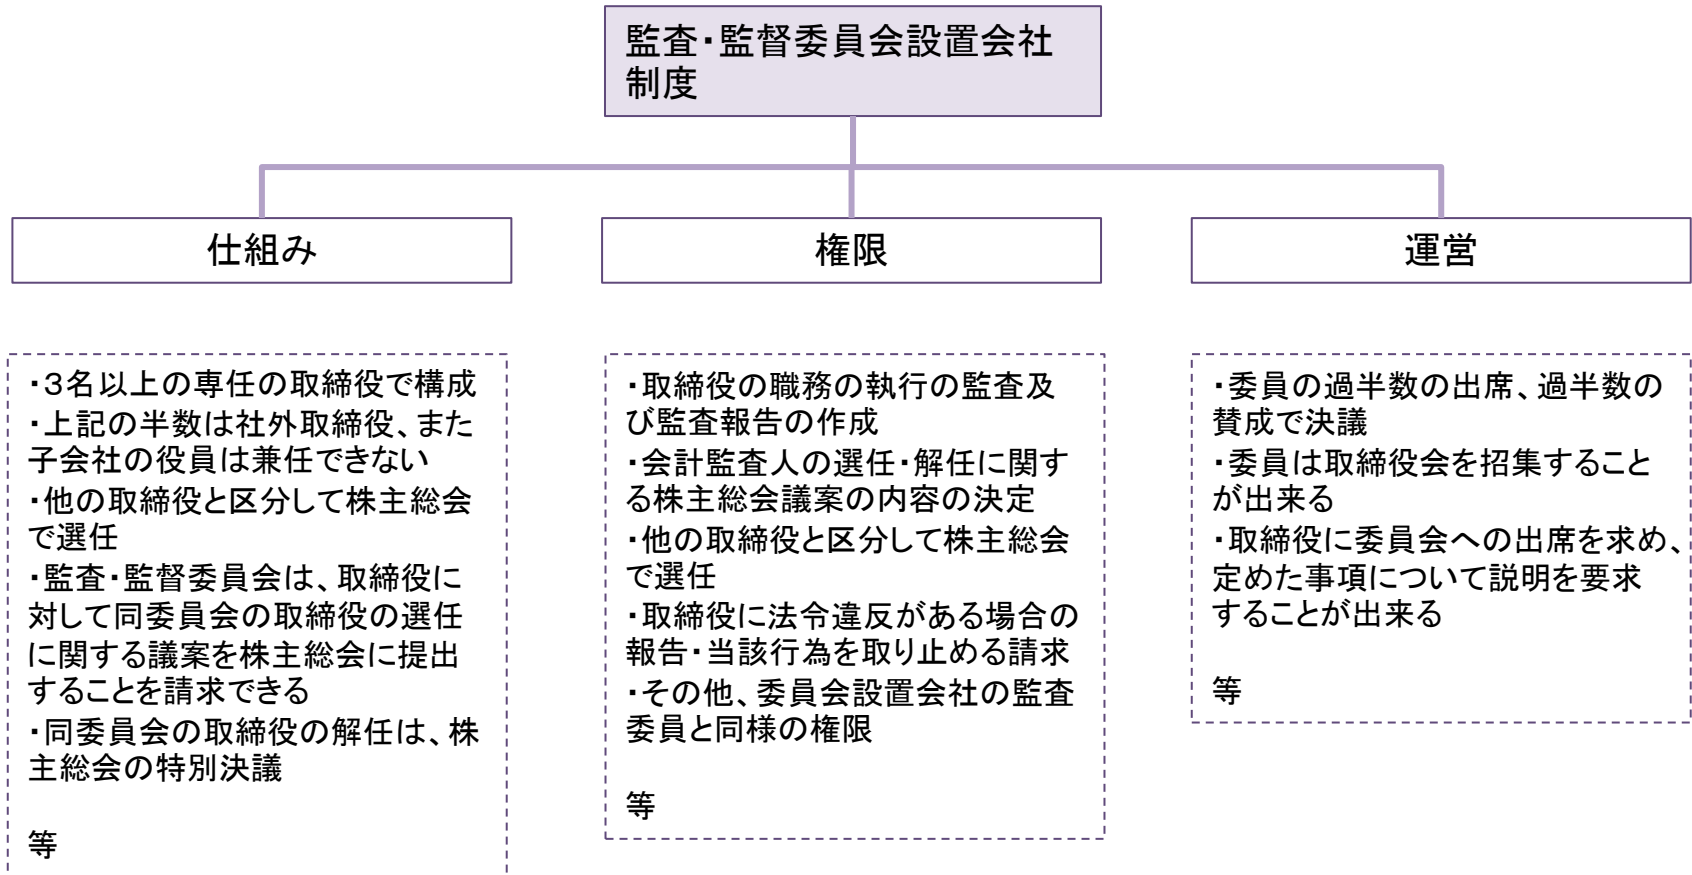 監査・監督委員会設置会社
制度
仕組み
権限
運営
・３名以上の専任の取締役で構成
・上記の半数は社外取締役、また
子会社の役員は兼任できない
・他の取締役と区分して株主総会
で選任
・監査・監督委員会は、取締役に
対して同委員会の取締役の選任
に関する議案を株主総会に提出
することを請求できる
・同委員会の取締役の解任は、株
主総会の特別決議
等
・取締役の職務の執行の監査及
び監査報告の作成
・会計監査人の選任・解任に関す
る株主総会議案の内容の決定
・他の取締役と区分して株主総会
で選任
・取締役に法令違反がある場合の
報告・当該行為を取り止める請求
・その他、委員会設置会社の監査
委員と同様の権限
等
・委員の過半数の出席、過半数の
賛成で決議
・委員は取締役会を招集すること
が出来る
・取締役に委員会への出席を求め、
定めた事項について説明を要求
することが出来る
等